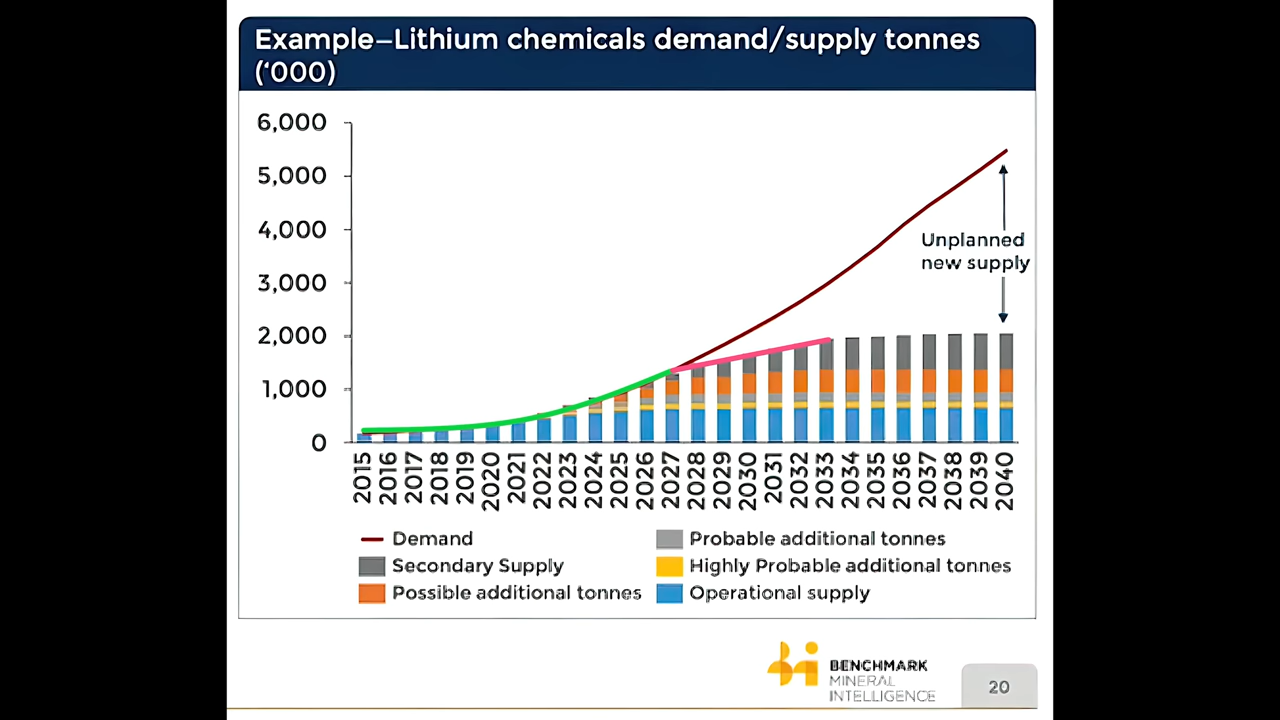 Example–Lithium chemicals demand/supply tonnes
(‘000)
6,000
5,000
4,000
3,000
2,000
1,000
0
Unplanned
new supply
2015 2016 2017 2018 2019 2020 2021 2022 2023 2024 2025 2026 2027 2028 2029 2030 2031 2032 2033 2034 2035 2036 2037 2038 2039 2040
Demand
Probable additional tonnes
Secondary Supply
Highly Probable additional tonnes
Possible additional tonnes
Operational supply
BENCHMARK
MINERAL
INTELLIGENCE
20